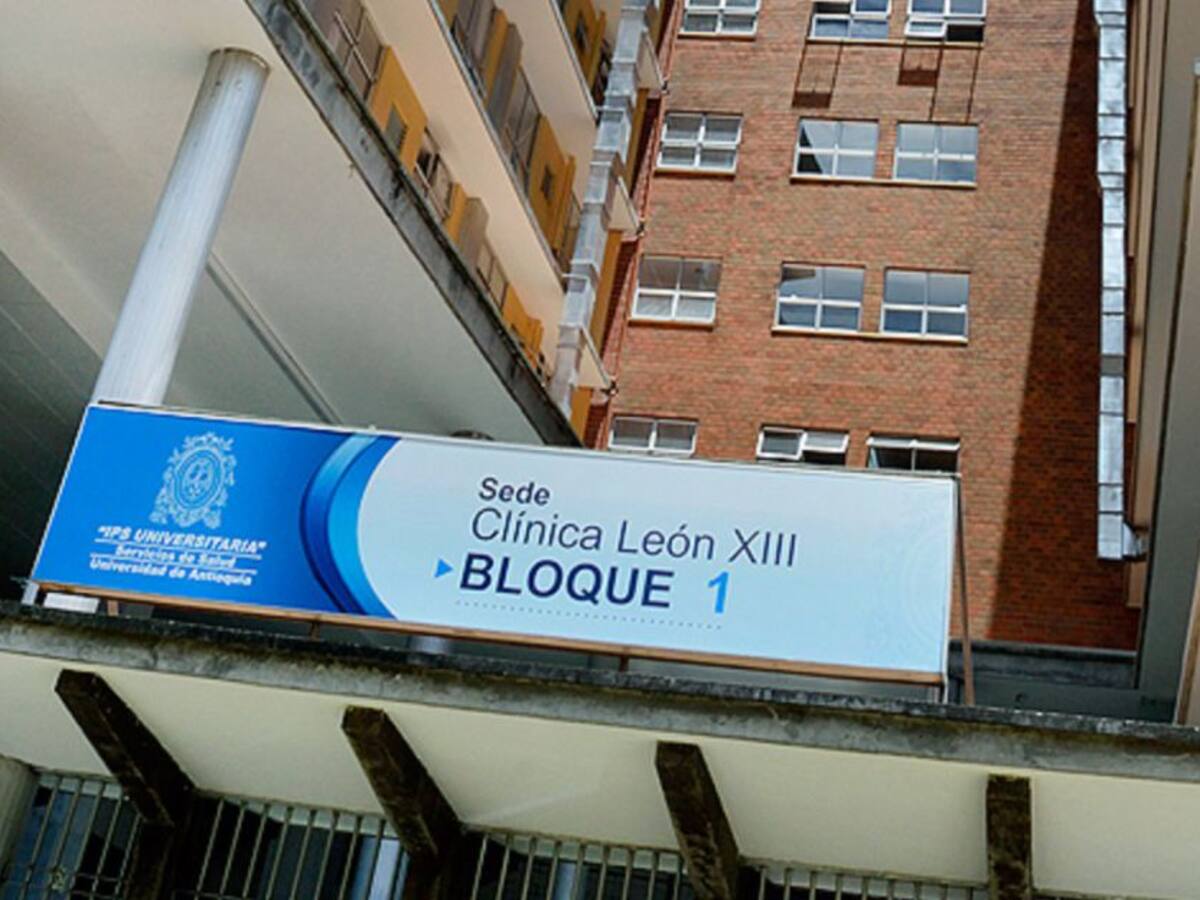 "IPS UNIVERSITARIA"
Servicios de Salud
Universidad de Antioquia
Sede
Clínica León XIII
BLOQUE 1